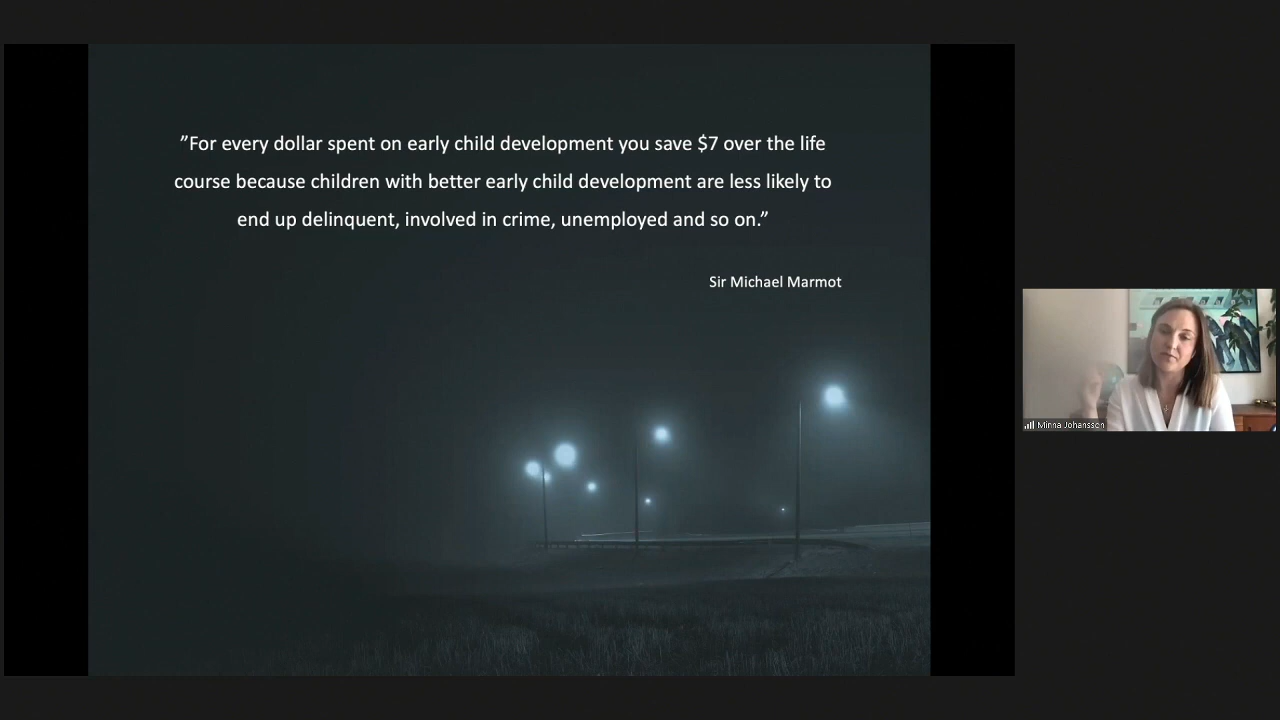 ”For every dollar spent on early child development you save $7 over the life
course because children with better early child development are less likely to
end up delinquent, involved in crime, unemployed and so on.”
Sir Michael Marmot
Minna Johansson